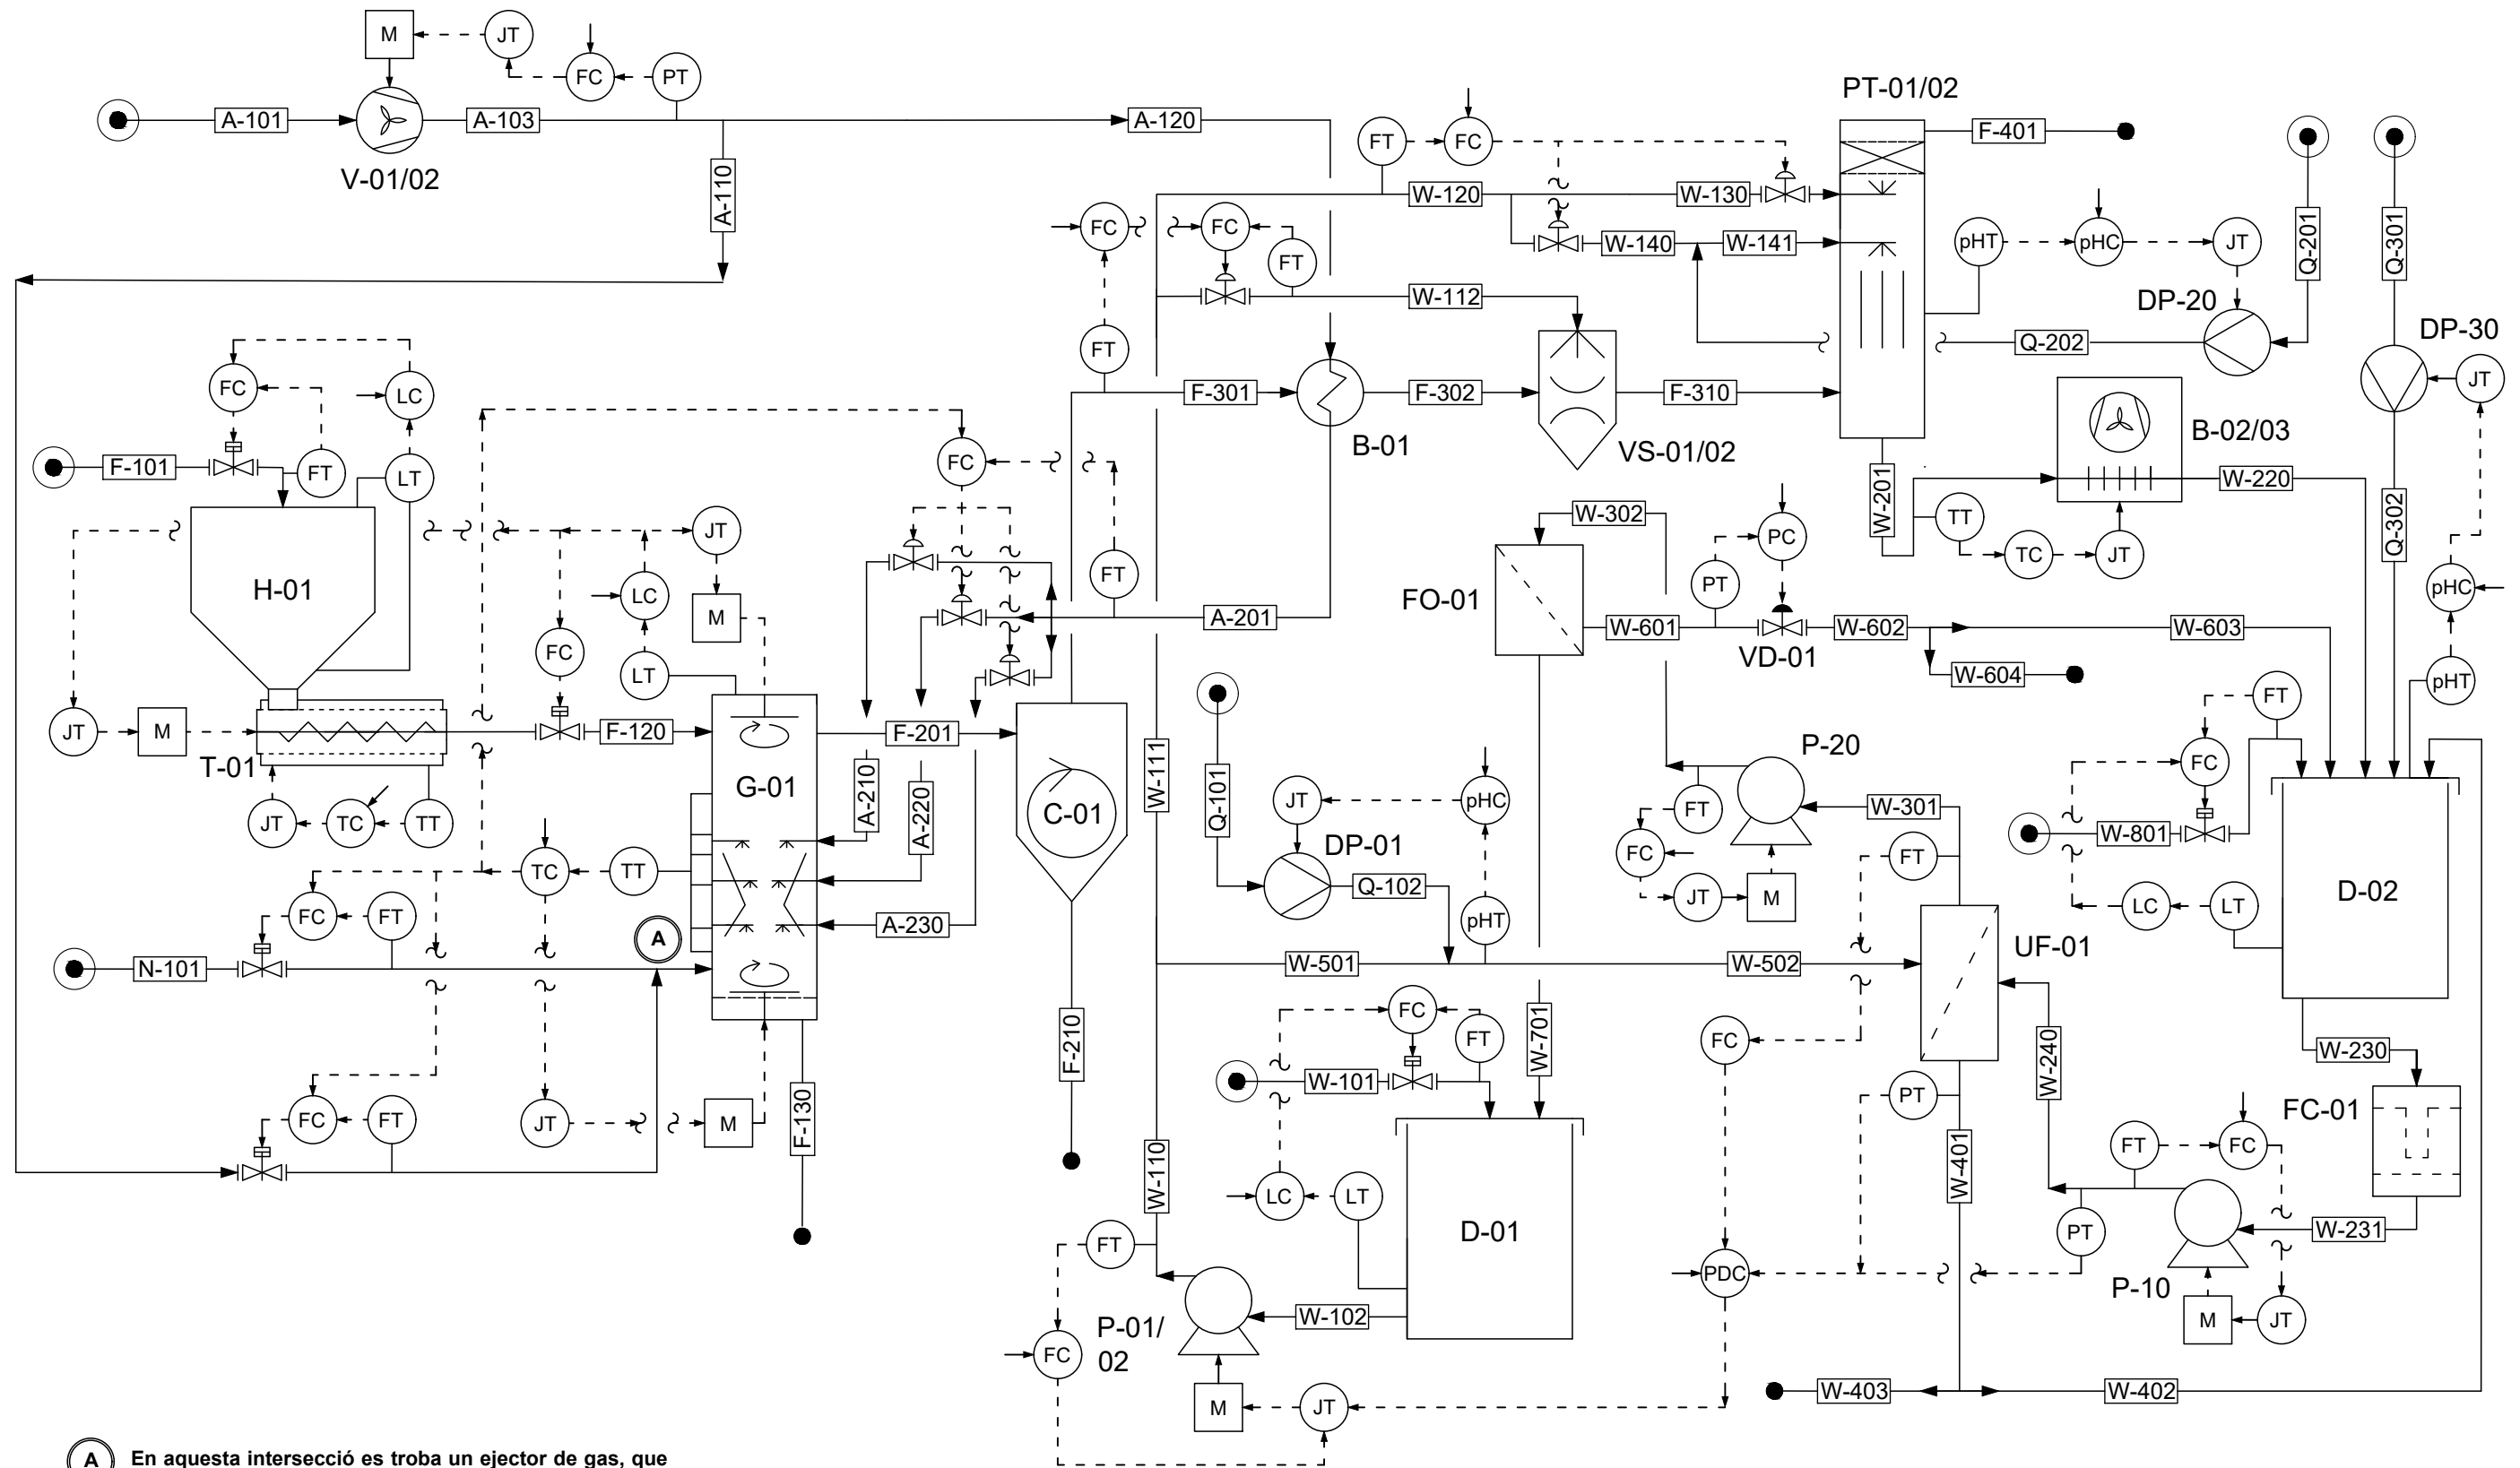 M
JT
FC
PT
A-101
A-103
V-01/02
A-110
A-120
FT
FC
W-120
W-130
PT-01/02
F-401
FC
FC
FT
W-140
W-141
pHT
pHC
JT
Q-201
Q-301
W-112
DP-20
Q-202
DP-30
JT
FT
F-301
B-01
F-302
VS-01/02
F-310
B-02/03
W-201
W-220
TT
TC
JT
Q-302
FC
LC
F-101
FT
LT
FC
H-01
JT
LC
M
FC
LT
FT
A-201
W-302
FO-01
PC
PT
W-601
VD-01
W-602
W-603
W-604
pHC
pHT
JT
M
T-01
F-120
JT
TC
TT
F-201
G-01
A-210
A-220
A-230
C-01
W-111
Q-101
JT
pHC
DP-01
Q-102
pHT
P-20
W-301
FT
FC
JT
M
FT
FT
FC
W-801
LC
LT
D-02
TC
TT
FC
FT
A
N-101
W-501
W-502
UF-01
FC
FT
JT
M
F-130
F-210
W-110
FC
FT
W-101
W-701
LC
LT
D-01
FC
PT
W-401
W-240
W-230
FC-01
FT
FC
PT
W-231
P-10
M
JT
FT
PDC
W-102
P-01/
02
FC
M
JT
W-403
W-402
A
En aquesta intersecció es troba un ejector de gas, que